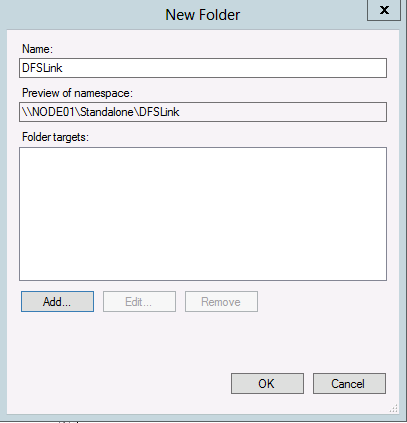 New Folder
x
Name:
DFSLink
Preview of namespace:
\\NODE01\Standalone\DFSLink
Folder targets:
Add... Edit... Remove
OK Cancel